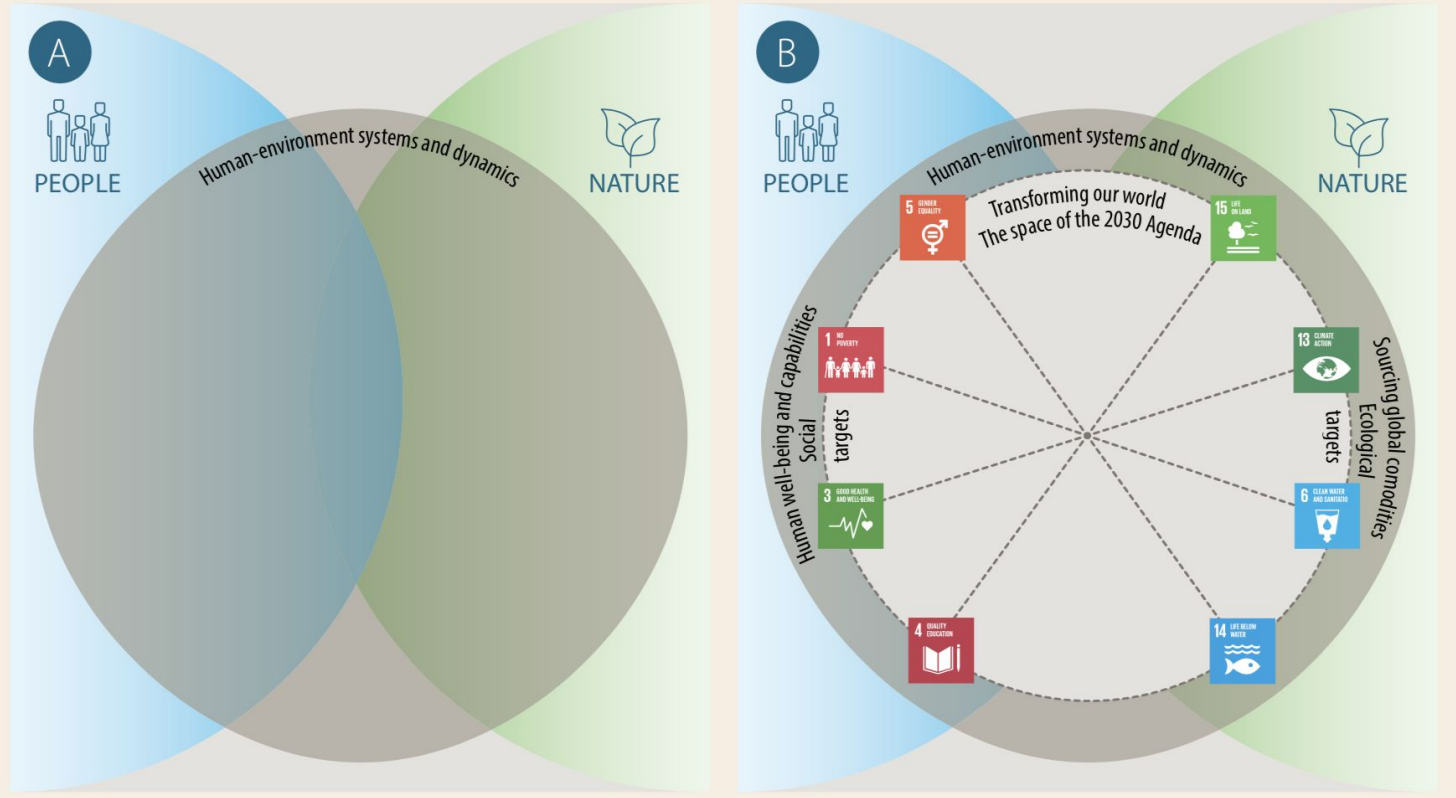 A
PEOPLE
NATURE
Human-environment systems and dynamics
B
PEOPLE
NATURE
Human-environment systems and dynamics
Transforming our world
The space of the 2030 Agenda
5 GENDER
EQUALITY
15 LIFE
ON LAND
1 NO
POVERTY
13 CLIMATE
ACTION
Human well-being and capabilities
Social
targets
Sourcing global comodities
Ecological
targets
3 GOOD HEALTH
AND WELL-BEING
6 CLEAN WATER
AND SANITATIO
4 QUALITY
EDUCATION
14 LIFE BELOW
WATER